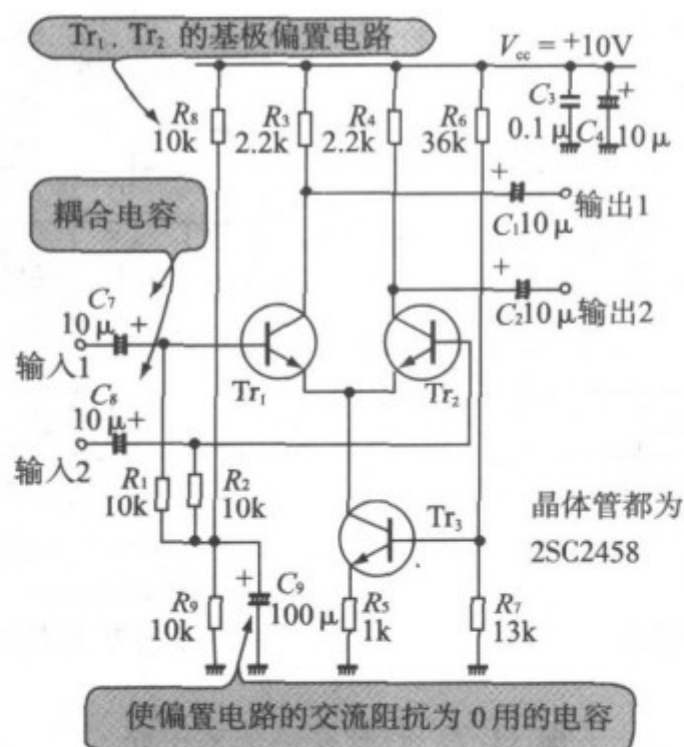 Tr₁, Tr₂ 的基极偏置电路
V꜀꜀ = +10V
R₈
10k
R₃
2.2k
R₄
2.2k
R₆
36k
C₃
0.1 μ
C₄
+
10 μ
耦合电容
+
输出1
C₁10 μ
+
输出2
C₂10 μ
C₇
10 μ +
输入1
Tr₁
Tr₂
C₈
10 μ+
输入2
R₁
10k
R₂
10k
Tr₃
晶体管都为
2SC2458
R₉
10k
+
C₉
100 μ
R₅
1k
R₇
13k
使偏置电路的交流阻抗为 0 用的电容